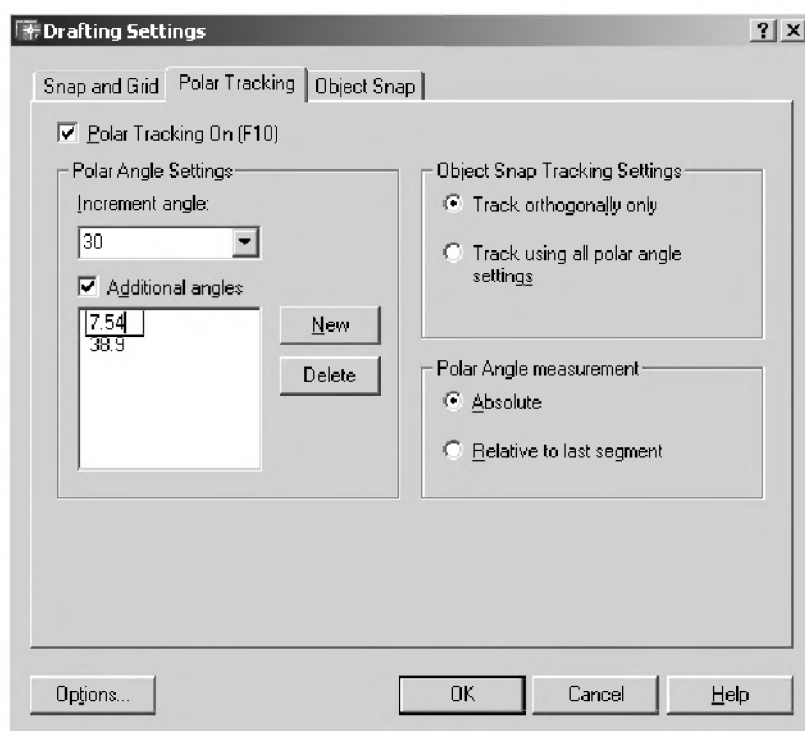 Drafting Settings
Snap and Grid
Polar Tracking
Object Snap
Polar Tracking On (F10)
Polar Angle Settings
Increment angle:
30
Additional angles
7.54
38.9
New
Delete
Object Snap Tracking Settings
Track orthogonally only
Track using all polar angle
settings
Polar Angle measurement
Absolute
Relative to last segment
Options...
OK
Cancel
Help